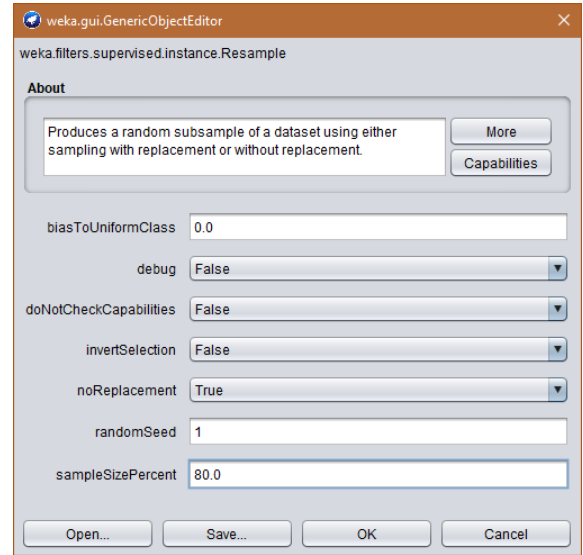 weka.gui.GenericObjectEditor
weka.filters.supervised.instance.Resample
About
Produces a random subsample of a dataset using either
sampling with replacement or without replacement.
More
Capabilities
biasToUniformClass 0.0
debug False
doNotCheckCapabilities False
invertSelection False
noReplacement True
randomSeed 1
sampleSizePercent 80.0
Open... Save... OK Cancel